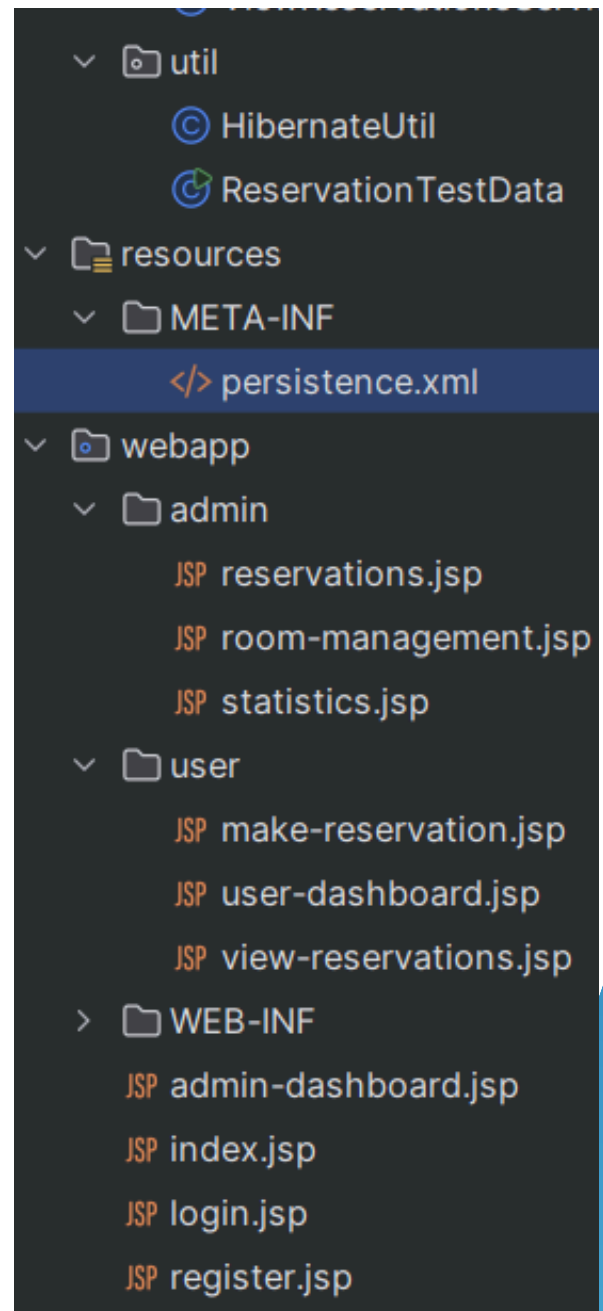 util
C HibernateUtil
C ReservationTestData
resources
META-INF
</> persistence.xml
webapp
admin
JSP reservations.jsp
JSP room-management.jsp
JSP statistics.jsp
user
JSP make-reservation.jsp
JSP user-dashboard.jsp
JSP view-reservations.jsp
WEB-INF
JSP admin-dashboard.jsp
JSP index.jsp
JSP login.jsp
JSP register.jsp